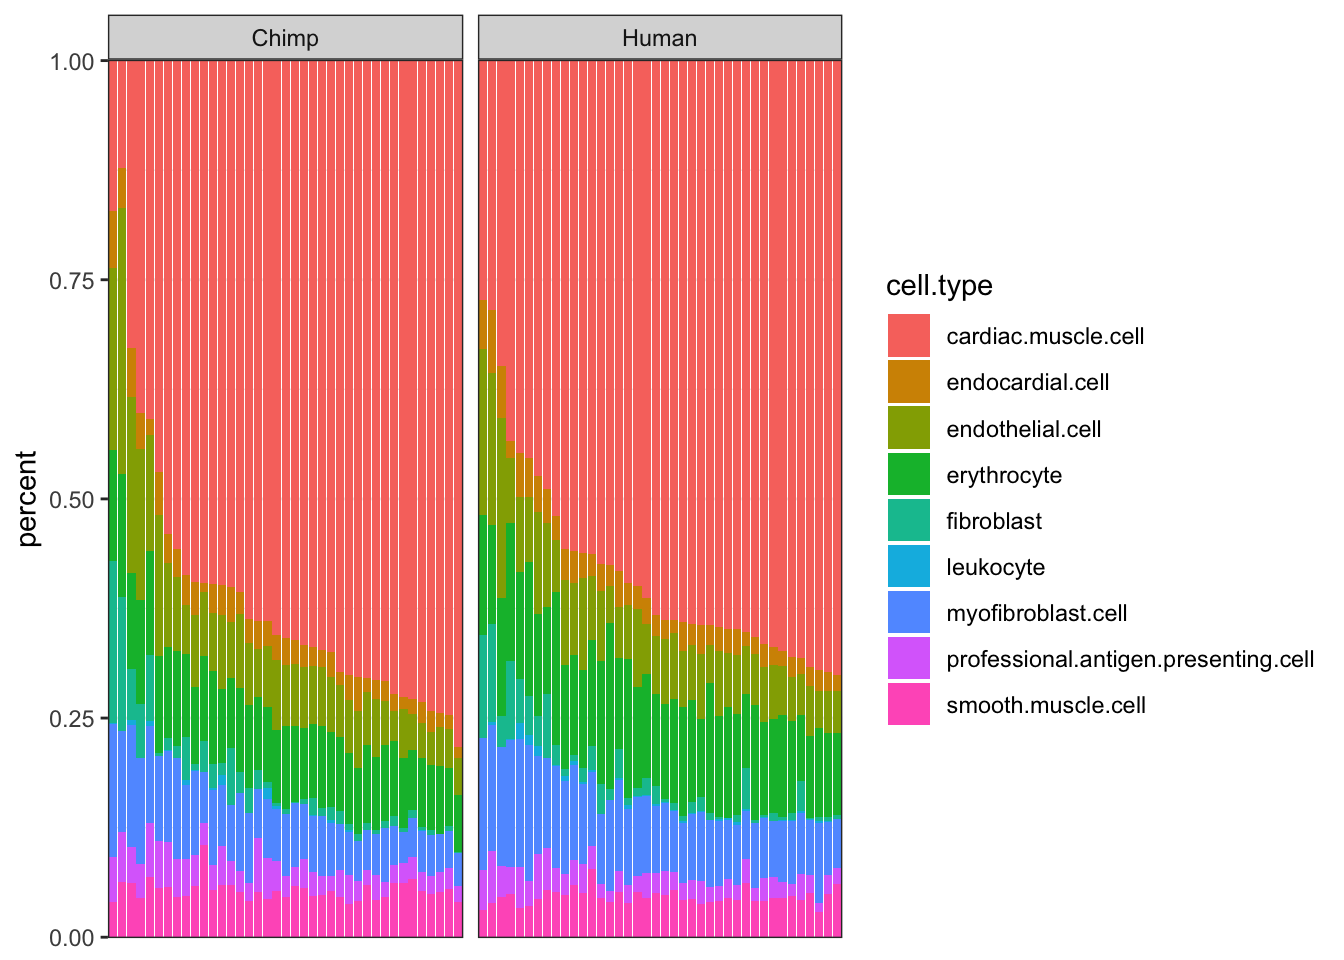 Chimp
Human
1.00
0.75
0.50
0.25
0.00
percent
cell.type
cardiac.muscle.cell
endocardial.cell
endothelial.cell
erythrocyte
fibroblast
leukocyte
myofibroblast.cell
professional.antigen.presenting.cell
smooth.muscle.cell